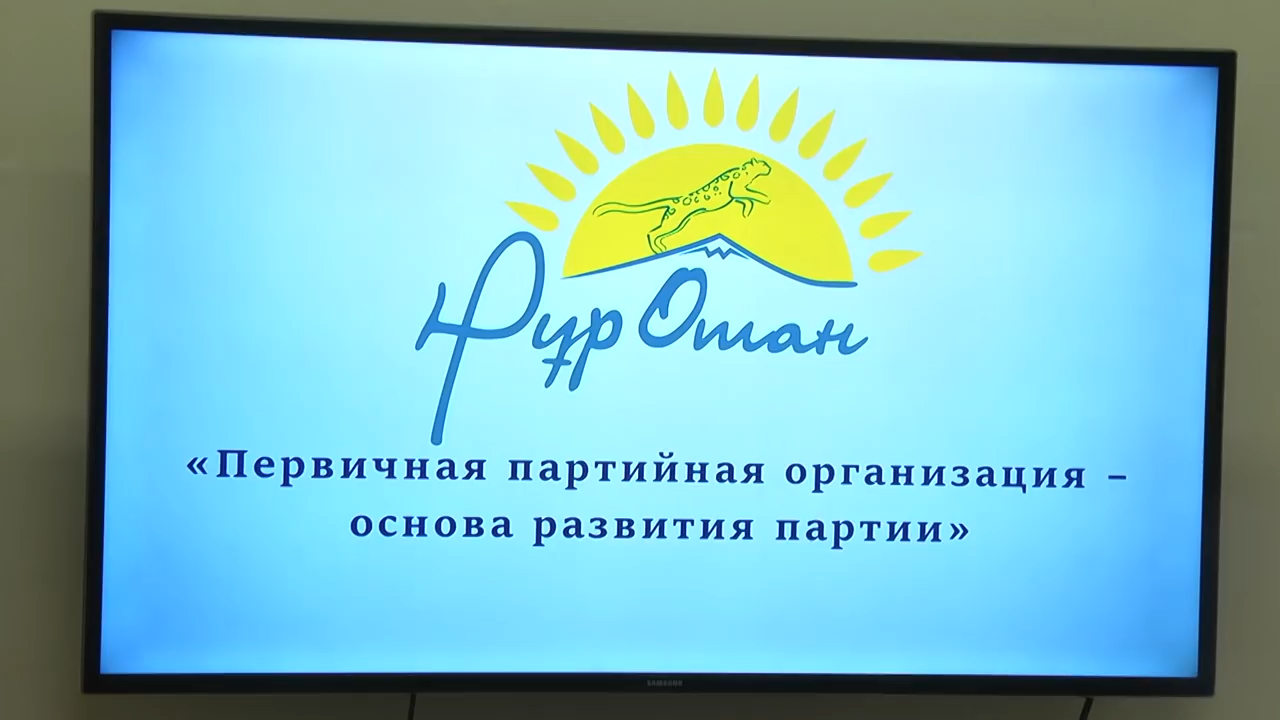 Нұр Отан
«Первичная партийная организация –
основа развития партии»
SAMSUNG